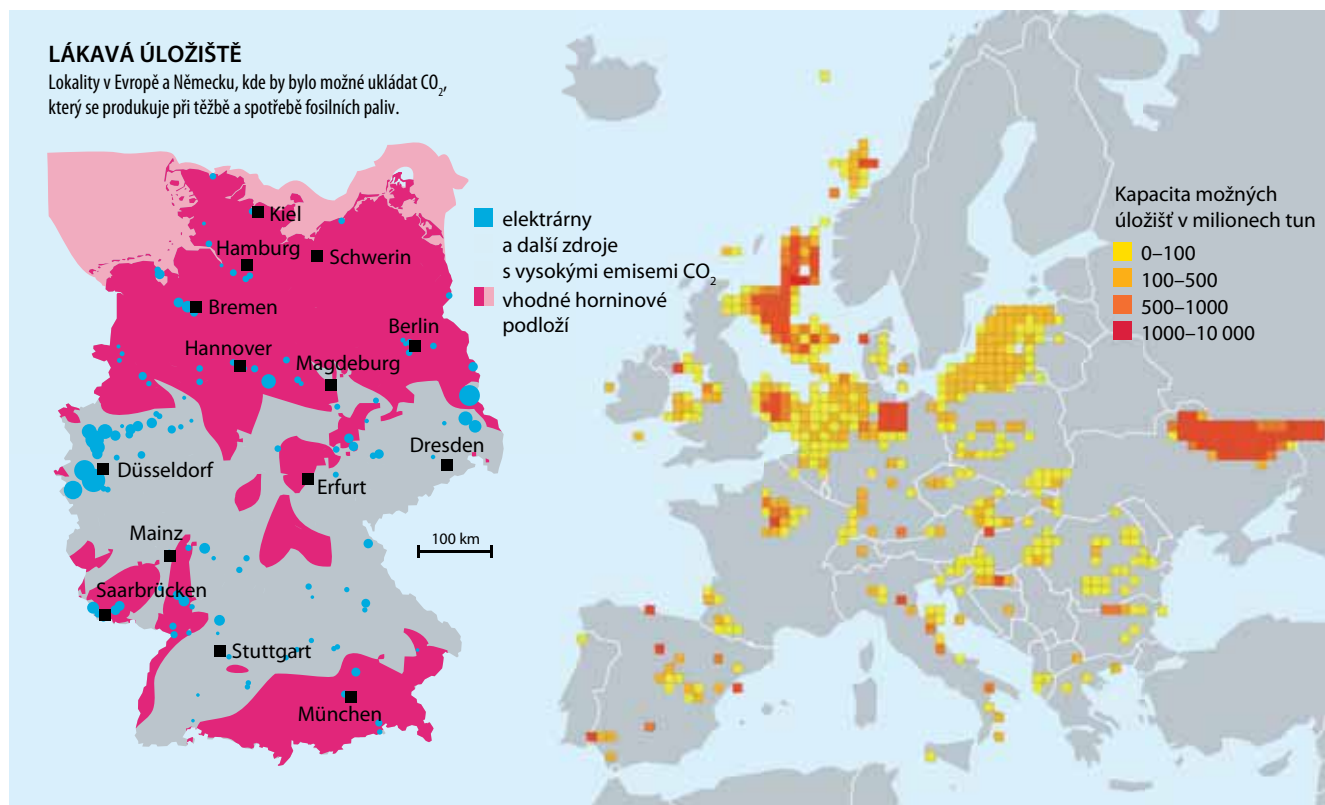 LÁKAVÁ ÚLOŽIŠTĚ
Lokality v Evropě a Německu, kde by bylo možné ukládat CO₂,
který se produkuje při těžbě a spotřebě fosilních paliv.
Kiel
Hamburg
Schwerin
Bremen
Berlin
Hannover
Magdeburg
Dresden
Düsseldorf
Erfurt
Mainz
100 km
Saarbrücken
Stuttgart
München
elektrárny
a další zdroje
s vysokými emisemi CO₂
vhodné horninové
podloží
Kapacita možných
úložišť v milionech tun
0–100
100–500
500–1000
1000–10 000